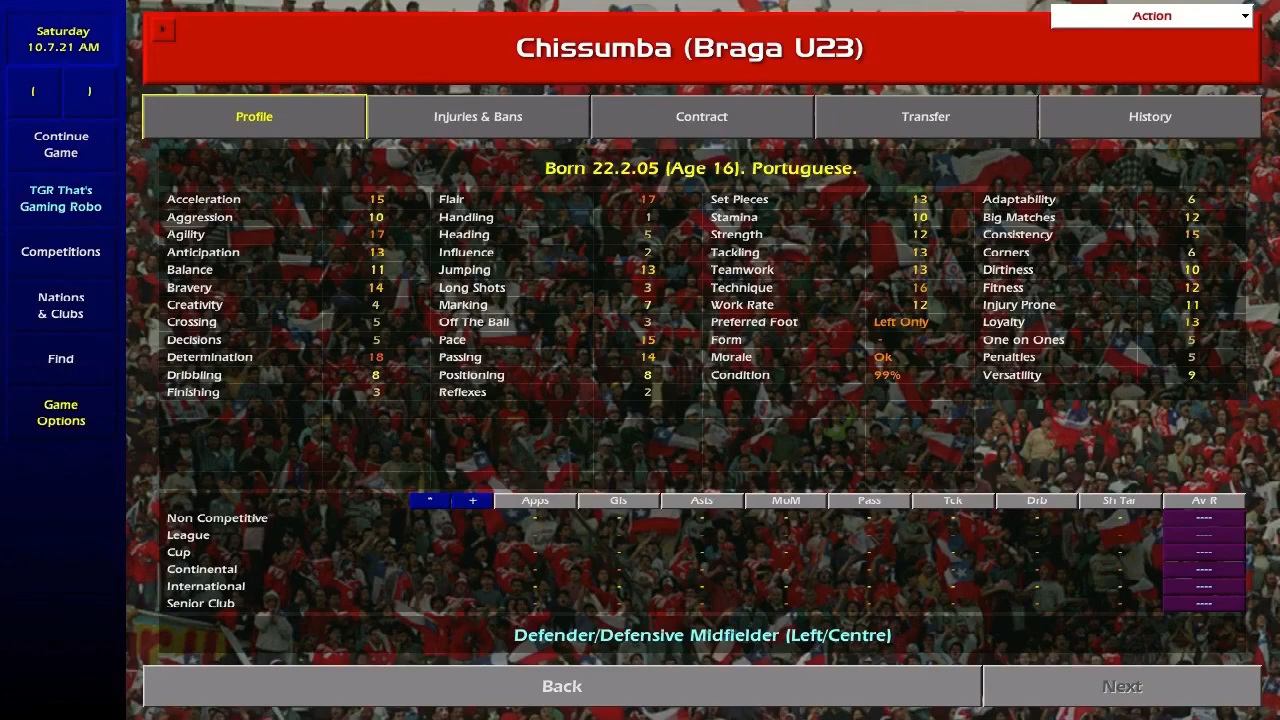 Action
Saturday
10.7.21 AM
Chissumba (Braga U23)
Profile
Injuries & Bans
Contract
Transfer
History
Continue
Game
TGR That's
Gaming Robo
Competitions
Nations
& Clubs
Find
Game
Options
Born 22.2.05 (Age 16). Portuguese.
Acceleration 15 Flair 17 Set Pieces 13 Adaptability 6
Aggression 10 Handling 1 Stamina 10 Big Matches 12
Agility 17 Heading 5 Strength 12 Consistency 15
Anticipation 13 Influence 2 Tackling 13 Corners 6
Balance 11 Jumping 13 Teamwork 13 Dirtiness 10
Bravery 14 Long Shots 3 Technique 16 Fitness 12
Creativity 4 Marking 7 Work Rate 12 Injury Prone 11
Crossing 5 Off The Ball 3 Preferred Foot Left Only Loyalty 13
Decisions 5 Pace 15 Form - One on Ones 5
Determination 18 Passing 14 Morale Ok Penalties 5
Dribbling 8 Positioning 8 Condition 99% Versatility 9
Finishing 3 Reflexes 2
* + Apps Gls Asts MoM Pass Tck Drb Sh Tar Av R
Non Competitive - - - - - - - - ----
League - - - - - - - - ----
Cup - - - - - - - - ----
Continental - - - - - - - - ----
International - - - - - - - - ----
Senior Club - - - - - - - - ----
Defender/Defensive Midfielder (Left/Centre)
Back
Next